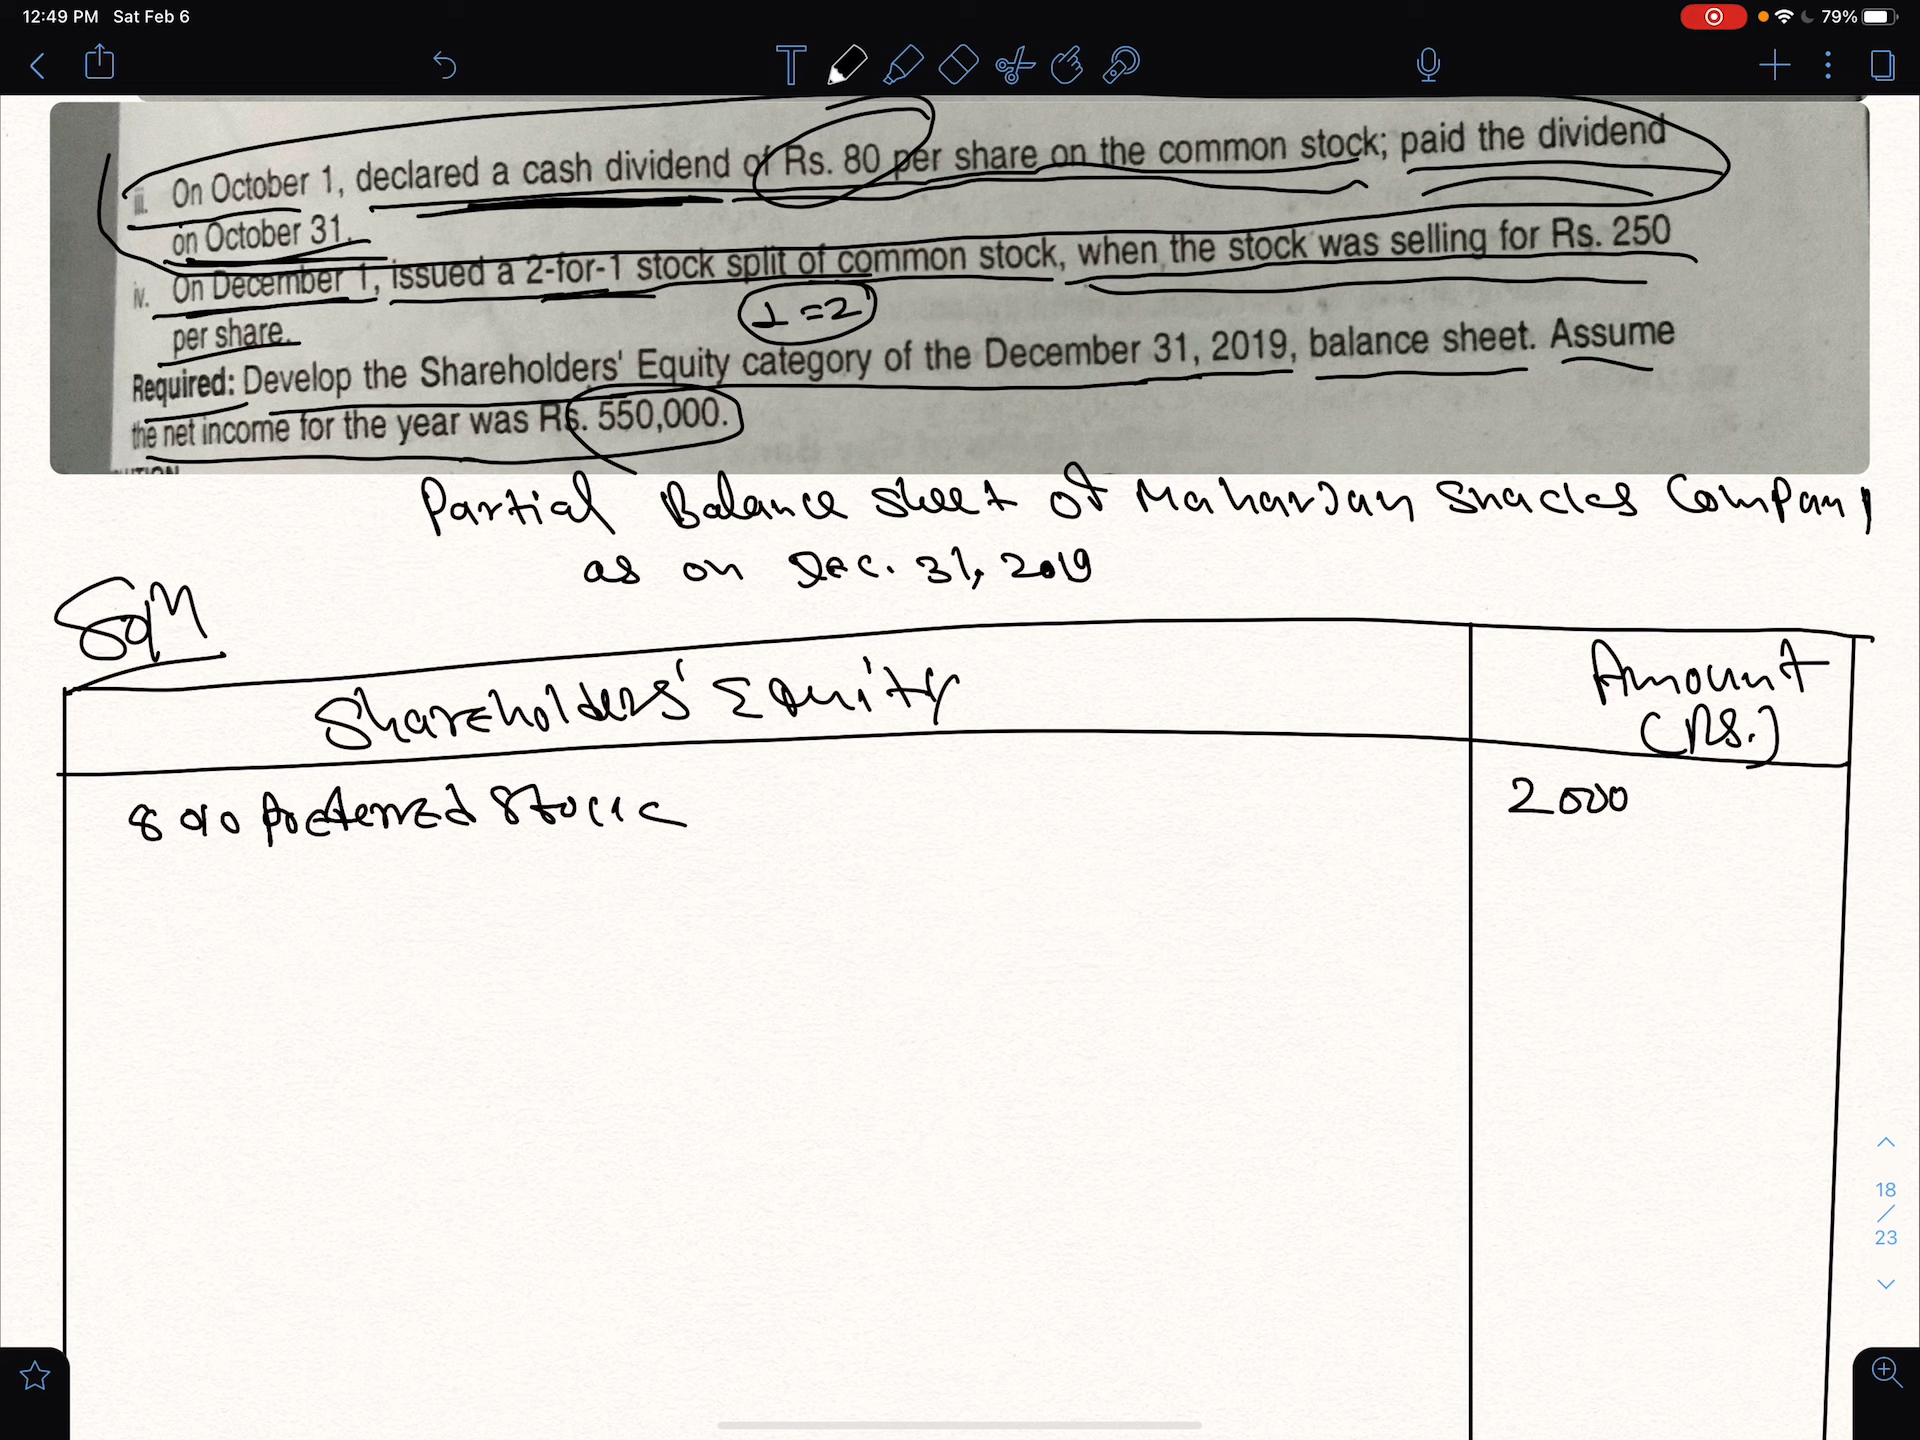 12:49 PM Sat Feb 6
79%
iii. On October 1, declared a cash dividend of Rs. 80 per share on the common stock; paid the dividend
on October 31.
iv. On December 1, issued a 2-for-1 stock split of common stock, when the stock was selling for Rs. 250
per share.
1 = 2
Required: Develop the Shareholders' Equity category of the December 31, 2019, balance sheet. Assume
the net income for the year was Rs. 550,000.
Partial Balance Sheet of Maharjan Snacks Company
as on Dec. 31, 2019
Shareholders' Equity
Amount
(Rs.)
8% Preferred Stock
2000
18
/
23